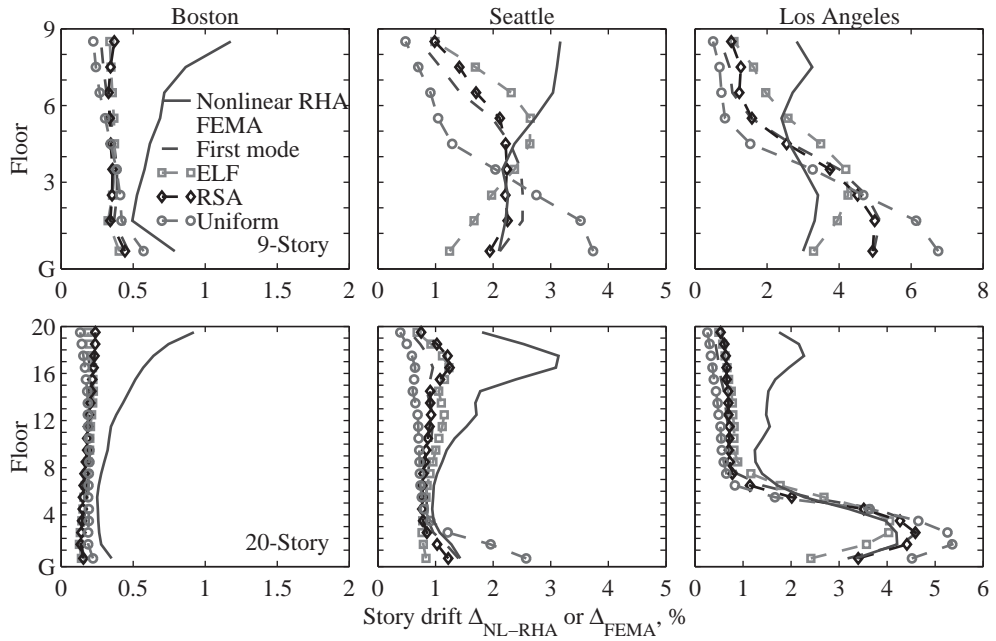 Boston Seattle Los Angeles
9
6
3
G
Floor
Nonlinear RHA
FEMA
First mode
ELF
RSA
Uniform
9-Story
0 0.5 1 1.5 2
0 1 2 3 4 5
0 2 4 6 8
20
16
12
8
4
G
Floor
20-Story
0 0.5 1 1.5 2
0 1 2 3 4 5
0 1 2 3 4 5 6
Story drift Δ_NL−RHA or Δ_FEMA, %